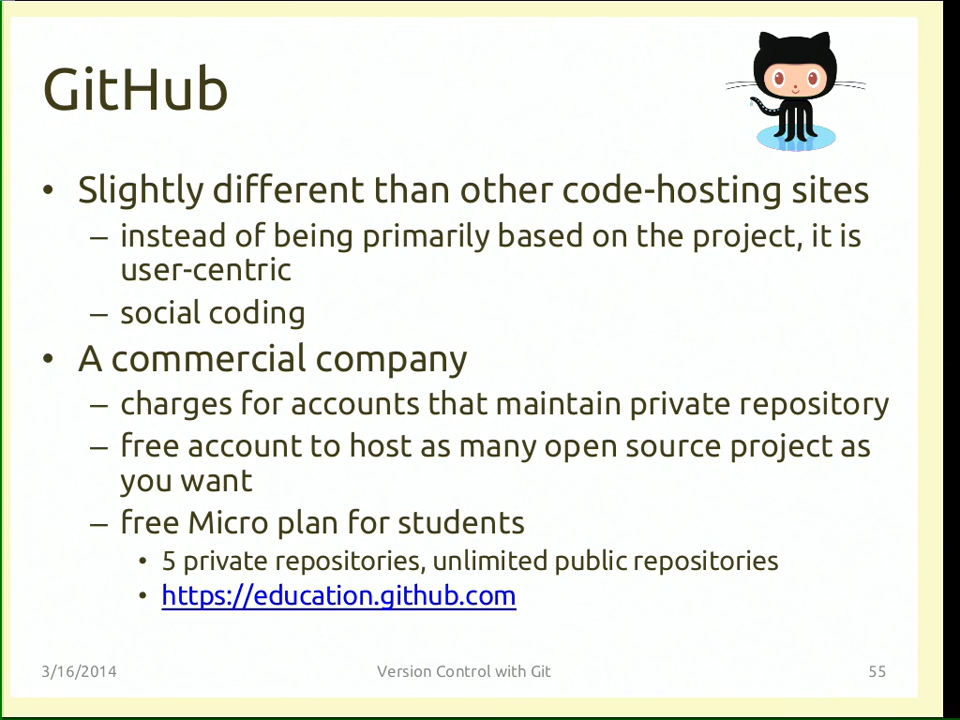 GitHub
• Slightly different than other code-hosting sites
– instead of being primarily based on the project, it is
user-centric
– social coding
• A commercial company
– charges for accounts that maintain private repository
– free account to host as many open source project as
you want
– free Micro plan for students
• 5 private repositories, unlimited public repositories
• https://education.github.com
3/16/2014 Version Control with Git 55